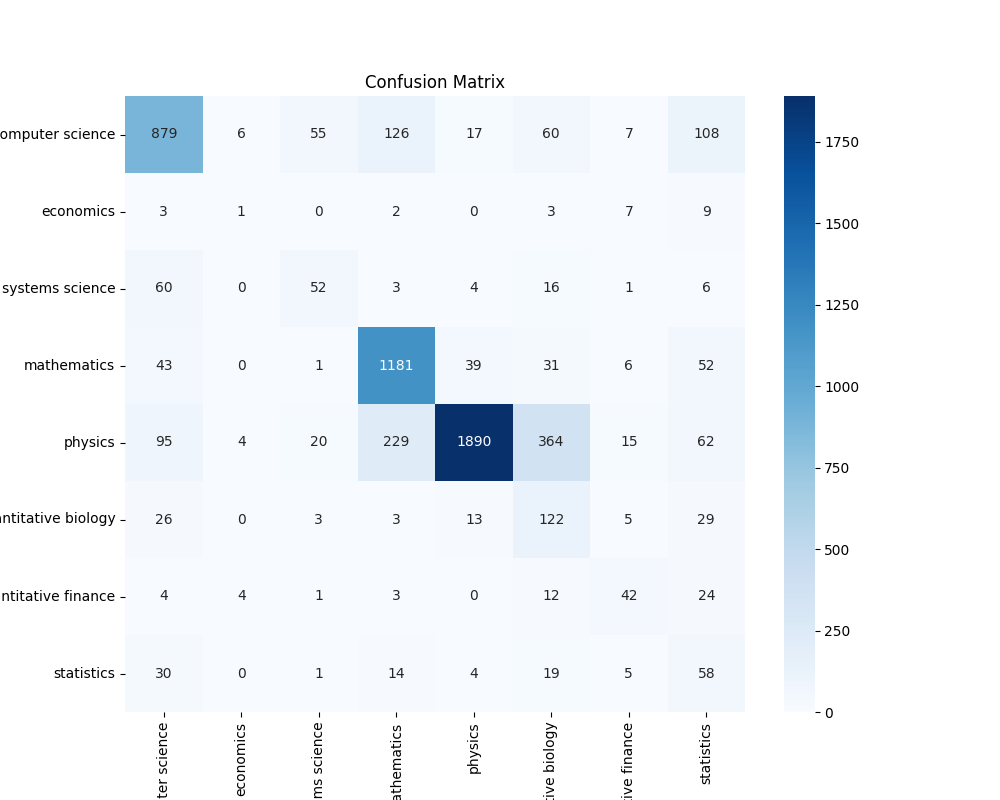 Confusion Matrix
omputer science 879 6 55 126 17 60 7 108
economics 3 1 0 2 0 3 7 9
systems science 60 0 52 3 4 16 1 6
mathematics 43 0 1 1181 39 31 6 52
physics 95 4 20 229 1890 364 15 62
ntitative biology 26 0 3 3 13 122 5 29
ntitative finance 4 4 1 3 0 12 42 24
statistics 30 0 1 14 4 19 5 58
ter science
economics
ms science
athematics
physics
tive biology
tive finance
statistics
1750
1500
1250
1000
750
500
250
0